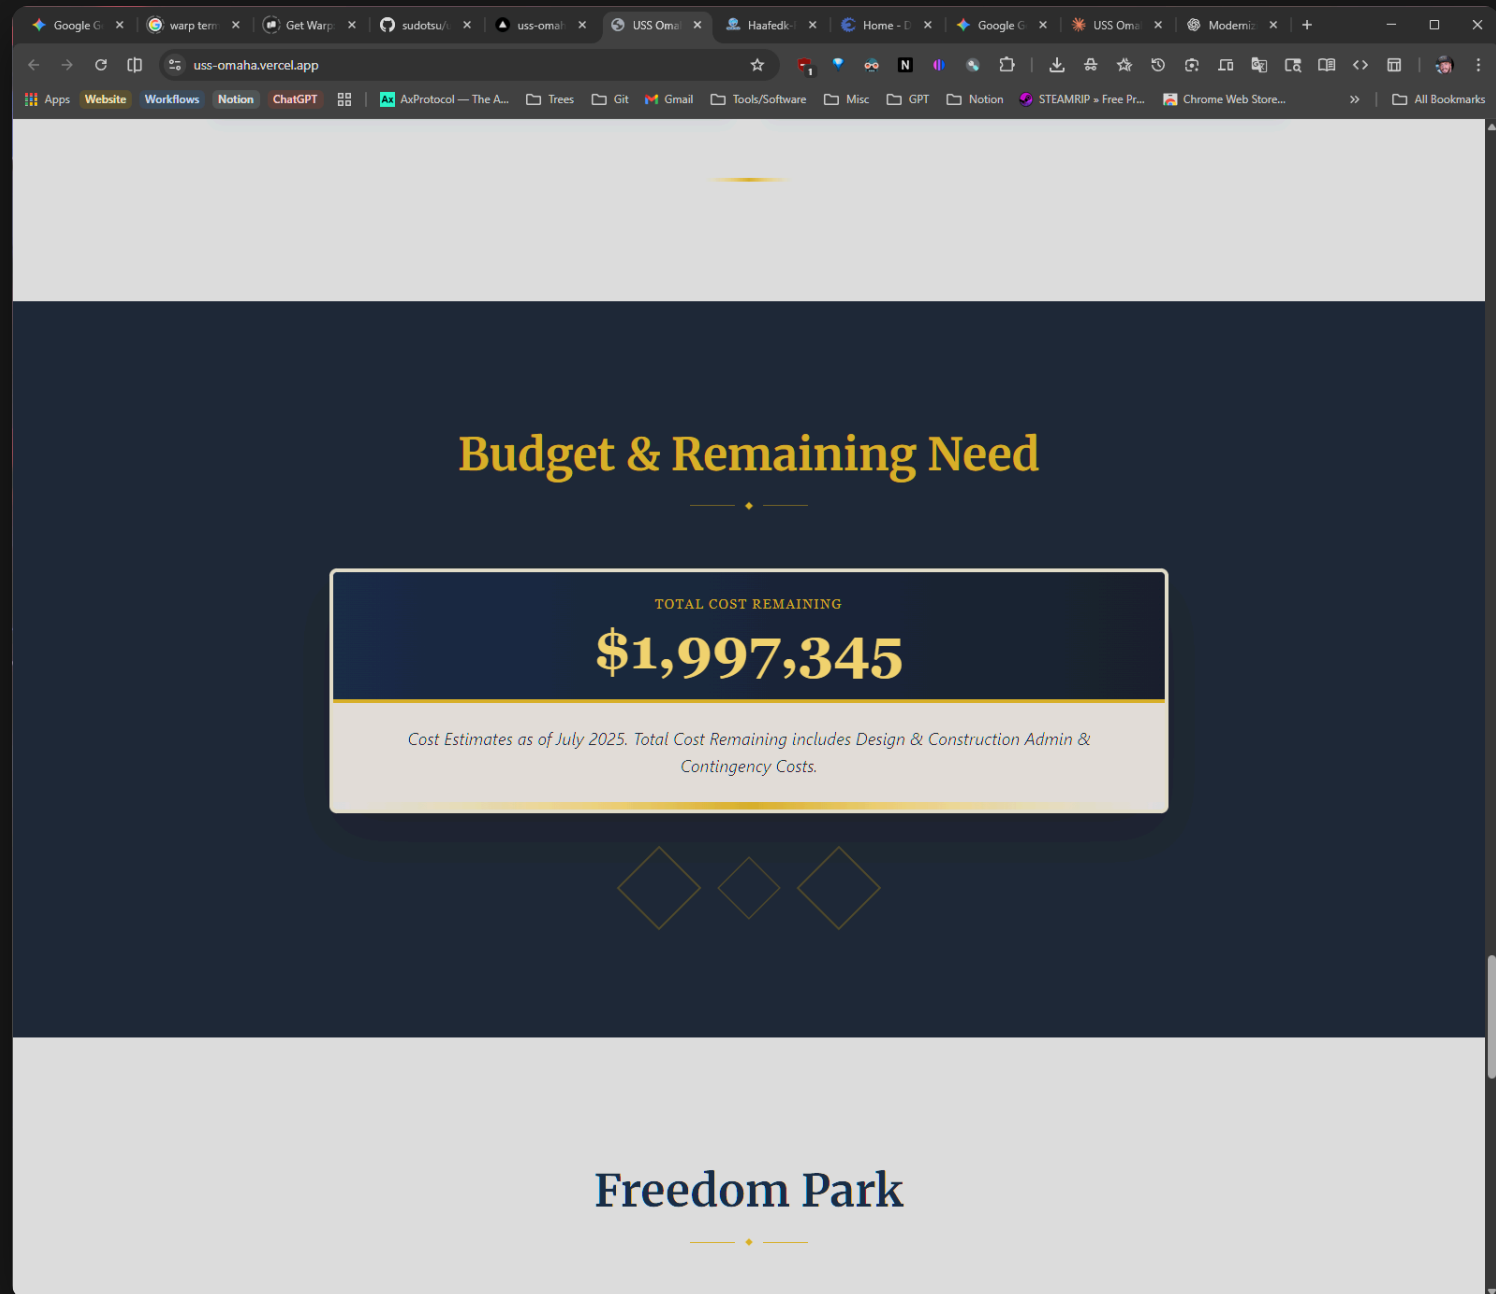 Google G
warp term
Get Warp
sudotsu/
uss-omah
USS Oma
Haafedk-
Home - D
Google G
USS Oma
Moderniz
uss-omaha.vercel.app
1
N
Apps
Website
Workflows
Notion
ChatGPT
Ax
AxProtocol — The A...
Trees
Git
Gmail
Tools/Software
Misc
GPT
Notion
STEAMRIP » Free Pr...
Chrome Web Store...
All Bookmarks
Budget & Remaining Need
TOTAL COST REMAINING
$1,997,345
Cost Estimates as of July 2025. Total Cost Remaining includes Design & Construction Admin &
Contingency Costs.
Freedom Park